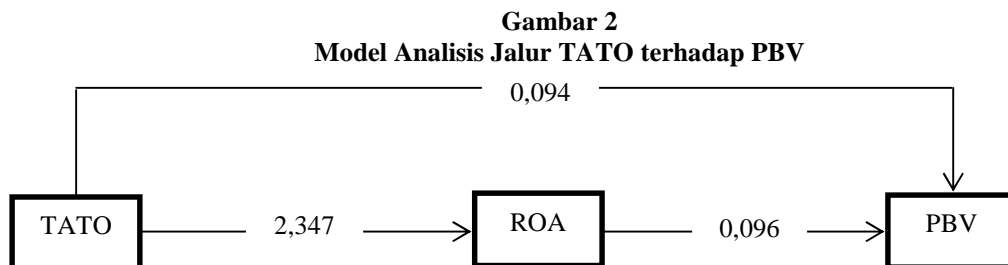 Gambar 2
Model Analisis Jalur TATO terhadap PBV
0,094
TATO
2,347
ROA
0,096
PBV